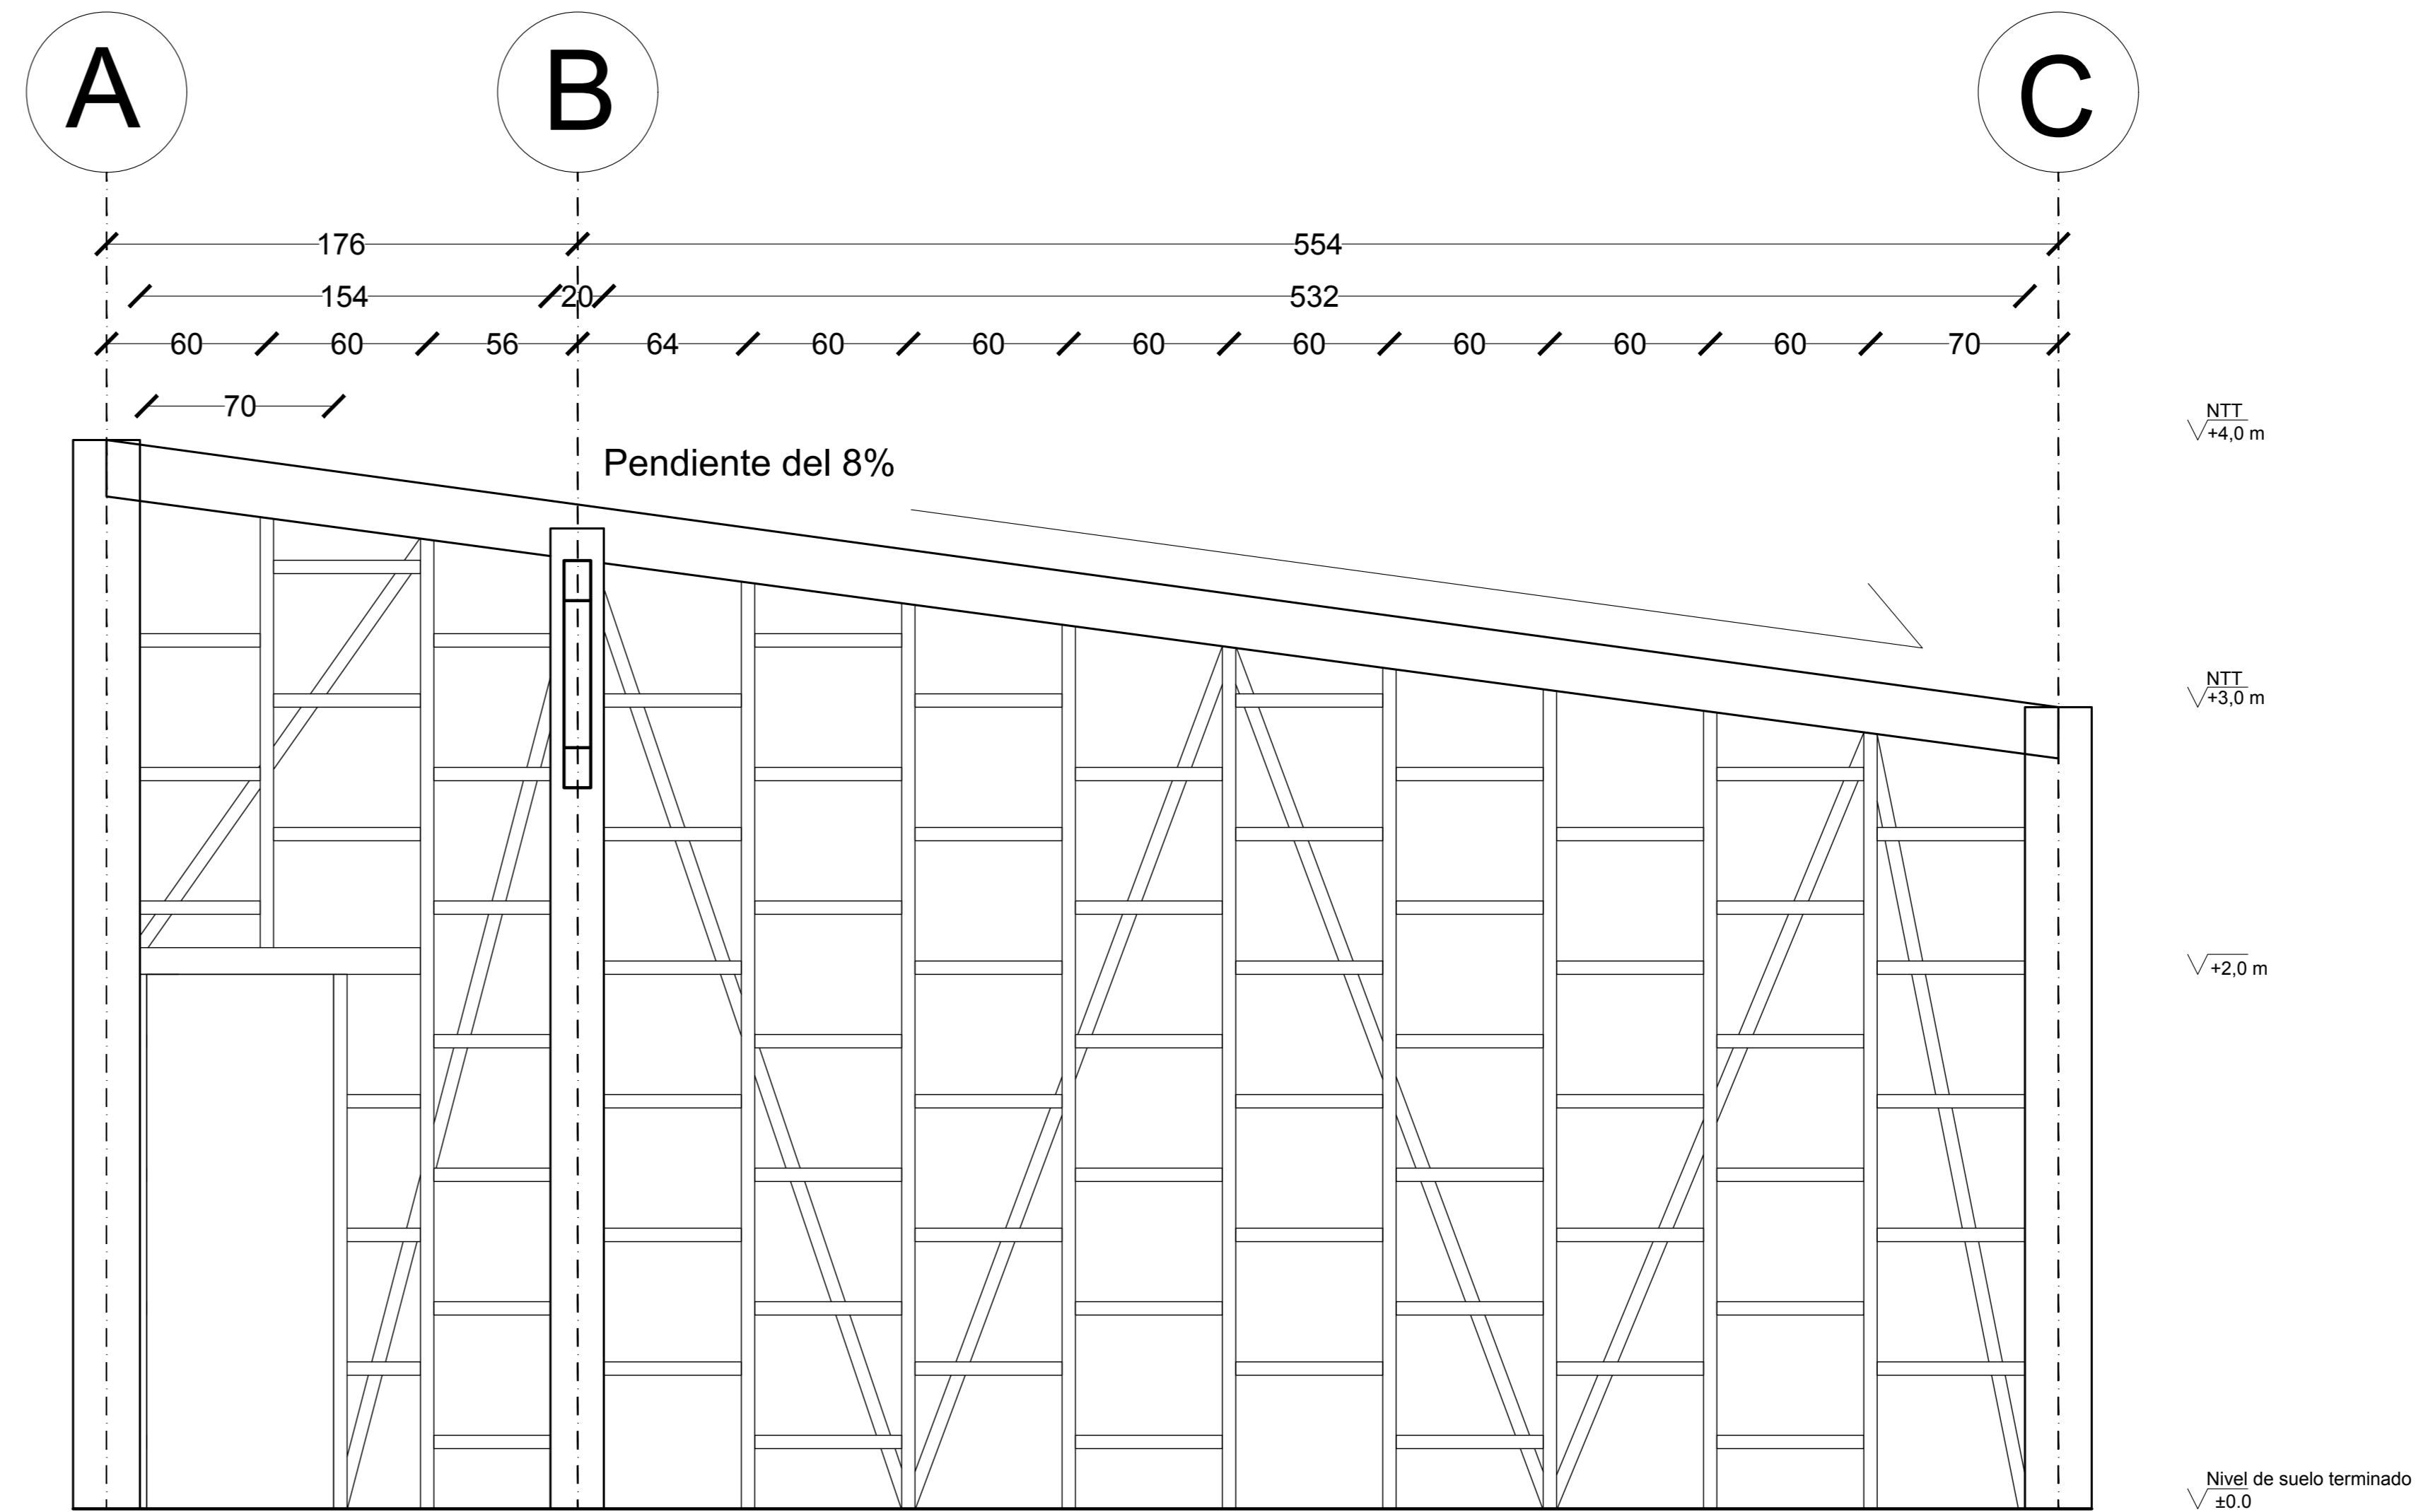 A B C
176 554
154 20 532
60 60 56 64 60 60 60 60 60 60 60 70
70
NTT
+4,0 m
Pendiente del 8%
NTT
+3,0 m
+2,0 m
Nivel de suelo terminado
±0.0